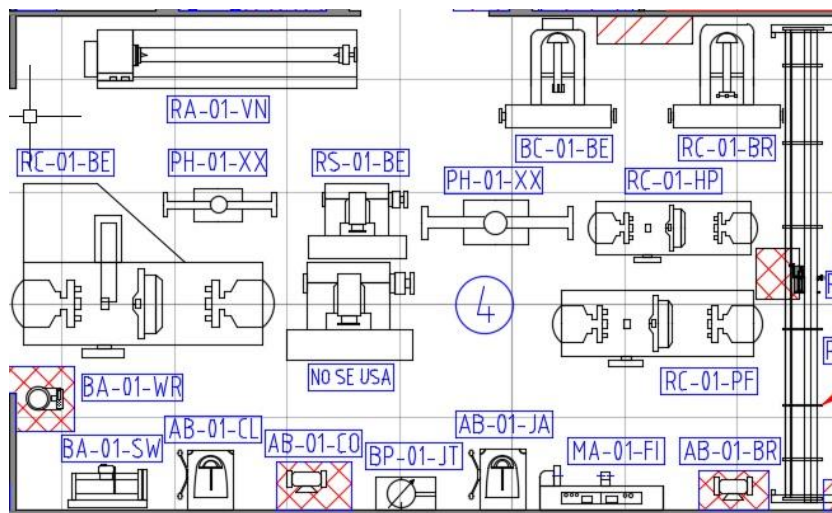 RA-01-VN
BC-01-BE
RC-01-BR
RC-01-BE
PH-01-XX
RS-01-BE
PH-01-XX
RC-01-HP
4
NO SE USA
RC-01-PF
BA-01-WR
BA-01-SW
AB-01-CL
AB-01-CO
BP-01-JT
AB-01-JA
MA-01-FI
AB-01-BR